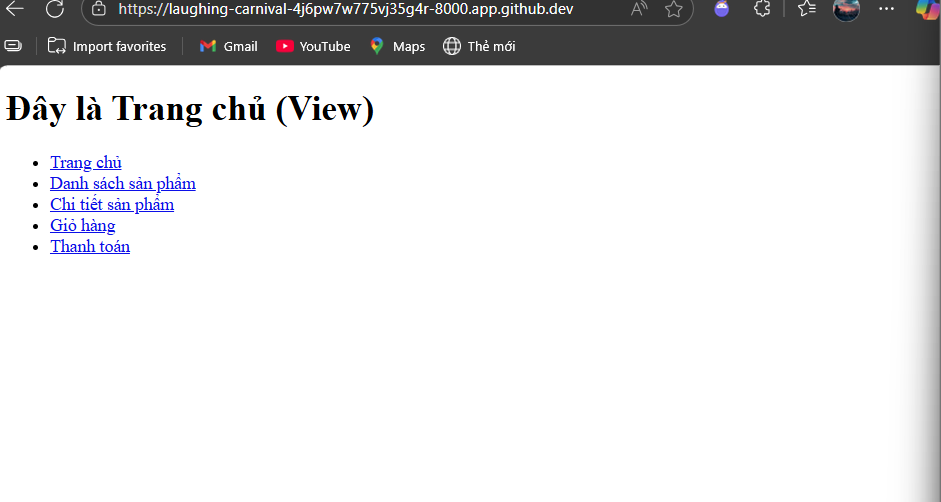 https://laughing-carnival-4j6pw7w775vj35g4r-8000.app.github.dev
Import favorites Gmail YouTube Maps Thẻ mới
Đây là Trang chủ (View)
Trang chủ
Danh sách sản phẩm
Chi tiết sản phẩm
Giỏ hàng
Thanh toán